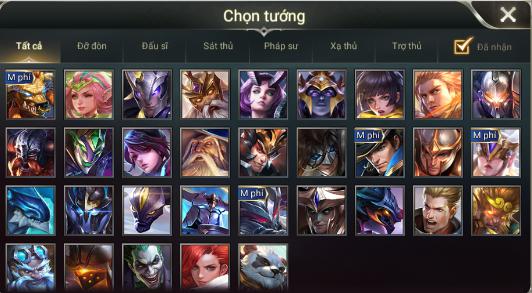 Chọn tướng
Tất cả Đỡ đòn Đấu sĩ Sát thủ Pháp sư Xạ thủ Trợ thủ Đã nhận
M phí
M phí M phí
M phí